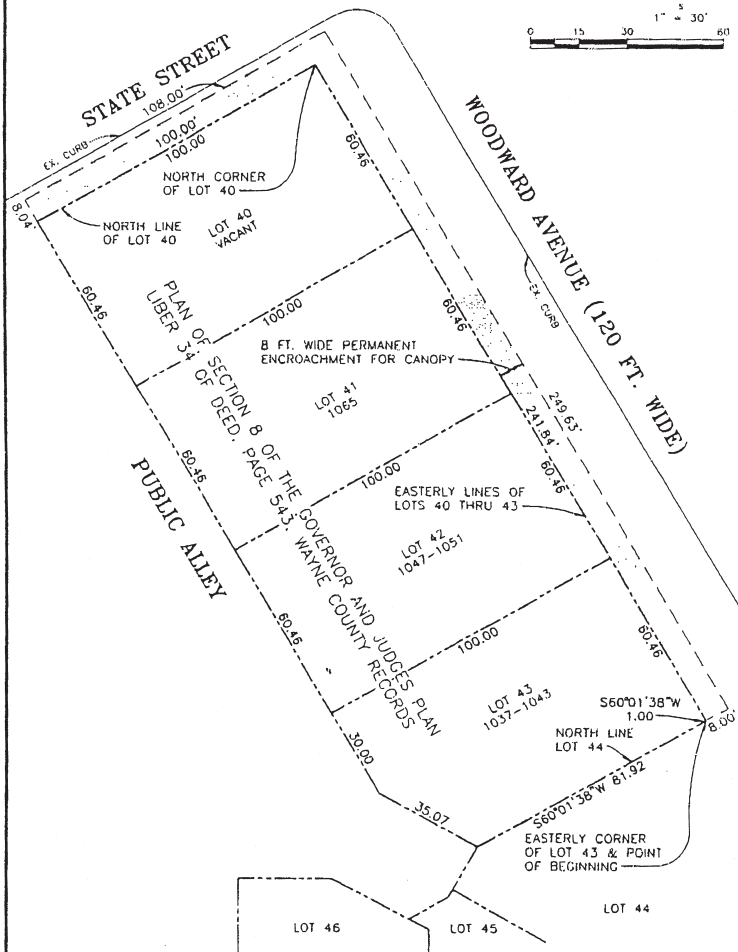 S
1" = 30'
0 15 30 60
STATE STREET
108.00'
EX. CURB
100.00'
100.00
8.04'
NORTH CORNER
OF LOT 40
NORTH LINE
OF LOT 40
LOT 40
VACANT
60.46
60.46
WOODWARD AVENUE (120 FT. WIDE)
EX. CURB
100.00
60.46
8 FT. WIDE PERMANENT
ENCROACHMENT FOR CANOPY
LOT 41
1065
60.46
PLAN OF SECTION 8 OF THE GOVERNOR AND JUDGES PLAN
LIBER 34 OF DEED, PAGE 543, WAYNE COUNTY RECORDS
PUBLIC ALLEY
249.63'
241.84'
100.00
60.46
EASTERLY LINES OF
LOTS 40 THRU 43
LOT 42
1047-1051
60.46
100.00
60.46
LOT 43
1037-1043
S60°01'38"W
1.00
8.00'
NORTH LINE
LOT 44
30.00
35.07
S60°01'38"W 81.92
EASTERLY CORNER
OF LOT 43 & POINT
OF BEGINNING
LOT 46
LOT 45
LOT 44